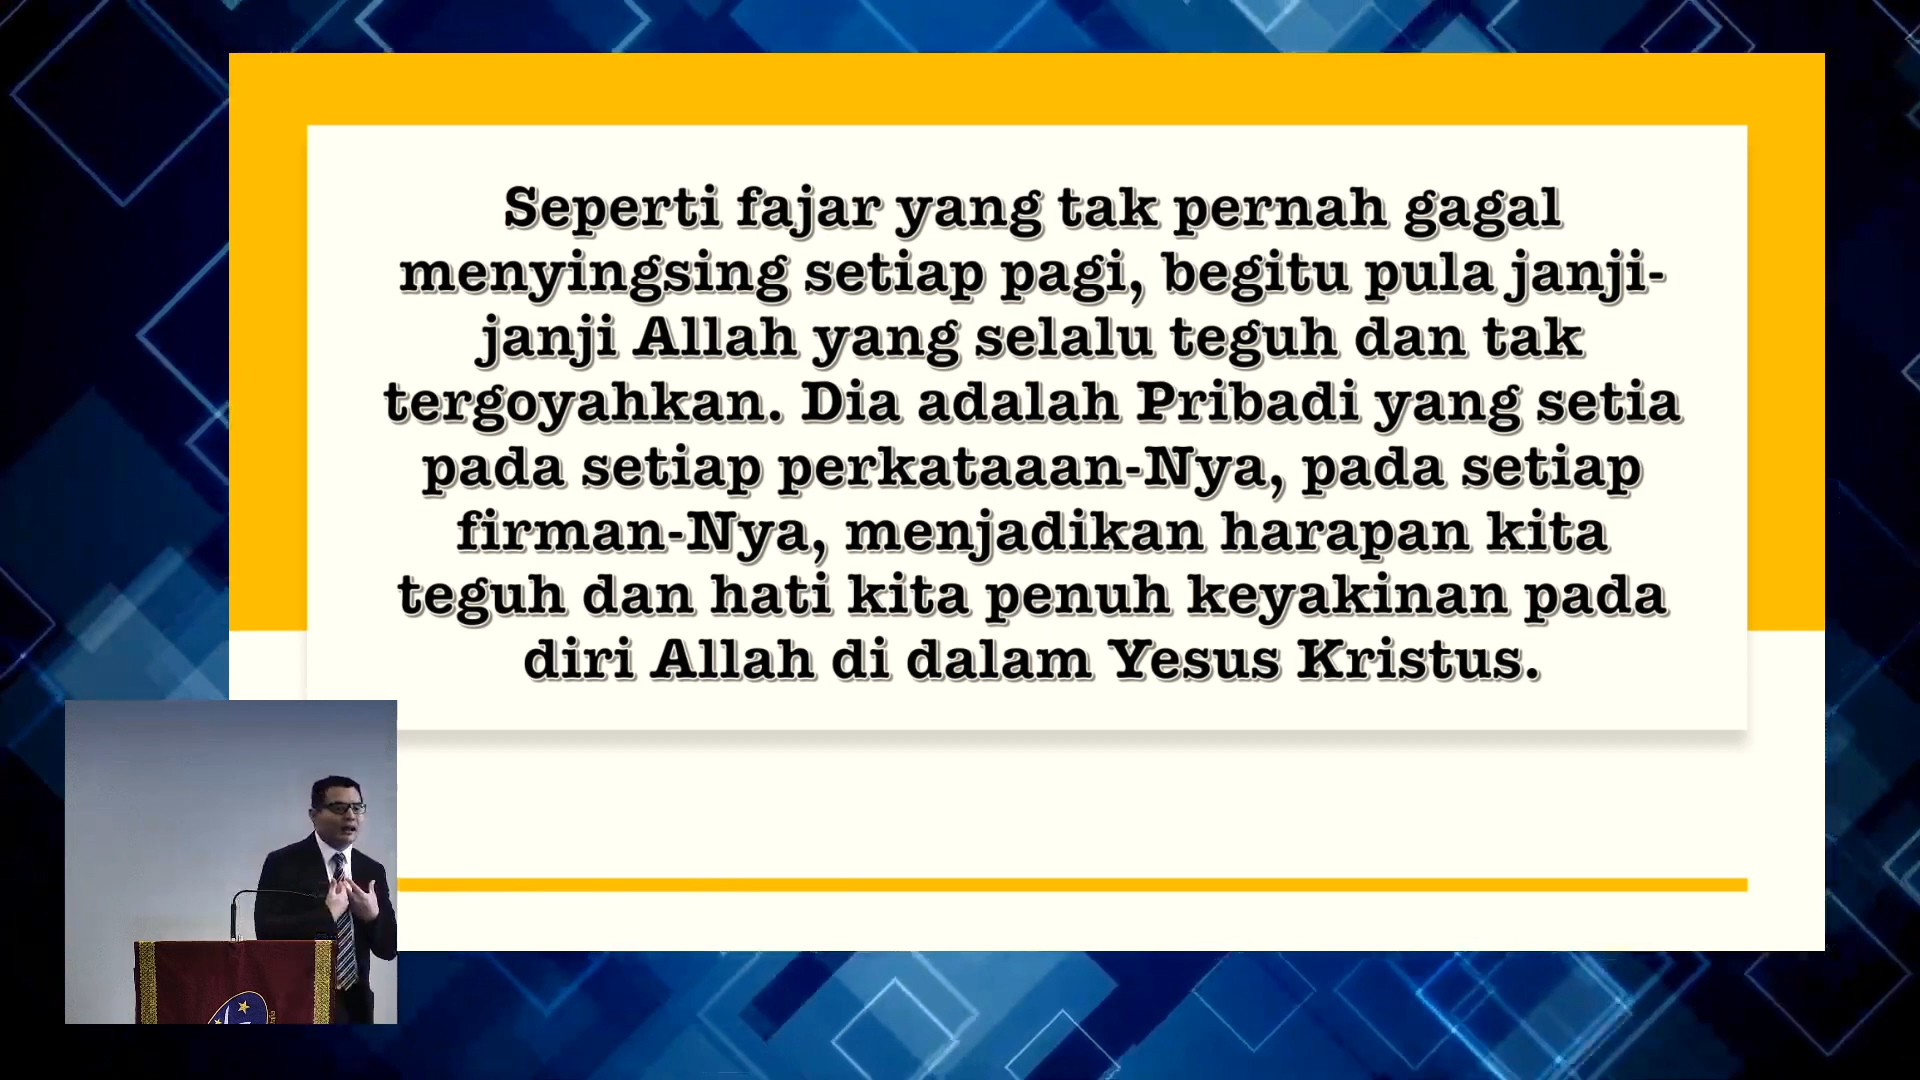 Seperti fajar yang tak pernah gagal
menyingsing setiap pagi, begitu pula janji-
janji Allah yang selalu teguh dan tak
tergoyahkan. Dia adalah Pribadi yang setia
pada setiap perkataaan-Nya, pada setiap
firman-Nya, menjadikan harapan kita
teguh dan hati kita penuh keyakinan pada
diri Allah di dalam Yesus Kristus.